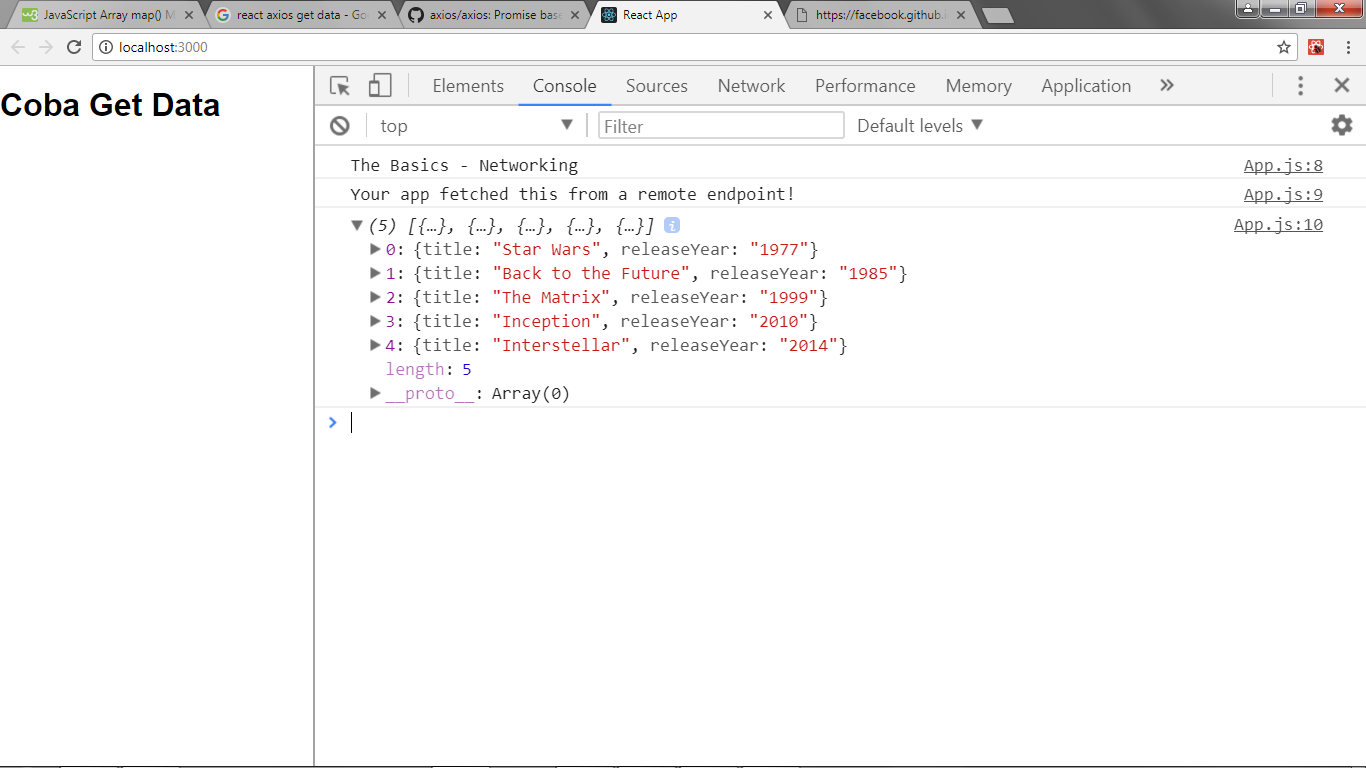 JavaScript Array map() M
react axios get data - Go
axios/axios: Promise base
React App
https://facebook.github.i
localhost:3000
Coba Get Data
Elements Console Sources Network Performance Memory Application
top
Filter
Default levels
The Basics - Networking App.js:8
Your app fetched this from a remote endpoint! App.js:9
(5) [{…}, {…}, {…}, {…}, {…}] i App.js:10
0: {title: "Star Wars", releaseYear: "1977"}
1: {title: "Back to the Future", releaseYear: "1985"}
2: {title: "The Matrix", releaseYear: "1999"}
3: {title: "Inception", releaseYear: "2010"}
4: {title: "Interstellar", releaseYear: "2014"}
length: 5
__proto__: Array(0)